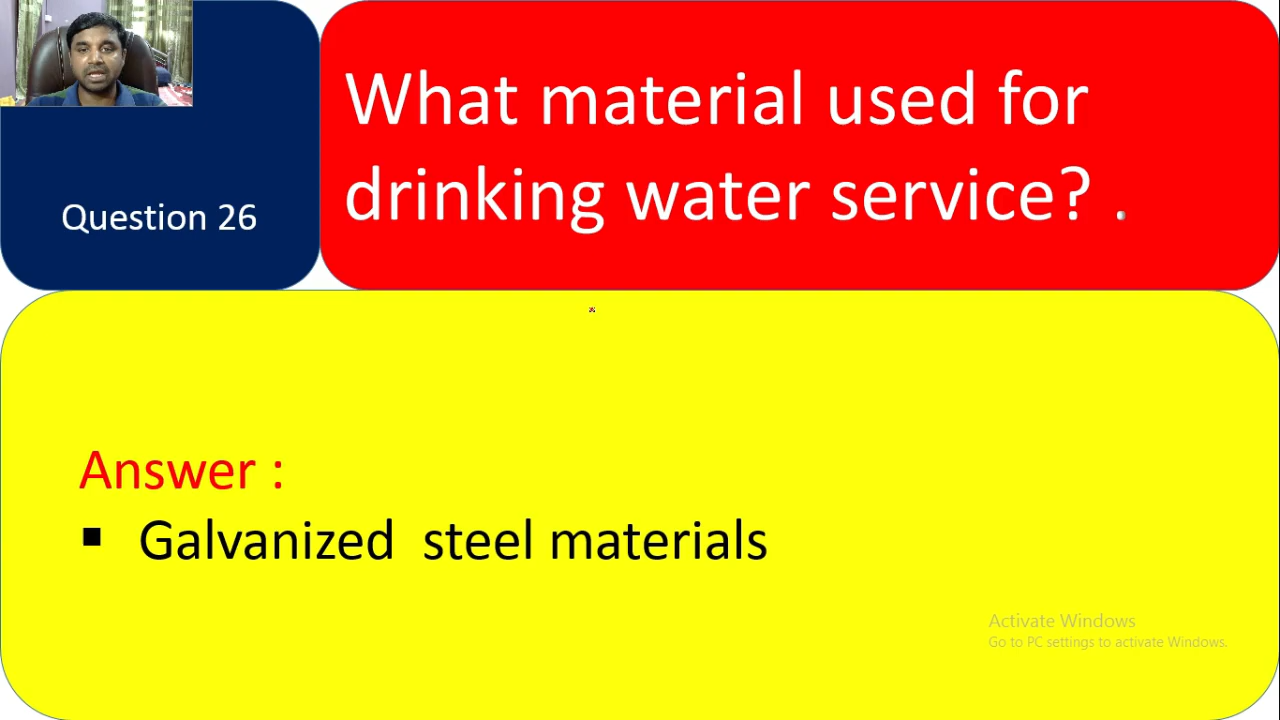 What material used for
drinking water service? .
Question 26
Answer :
▪ Galvanized steel materials
Activate Windows
Go to PC settings to activate Windows.